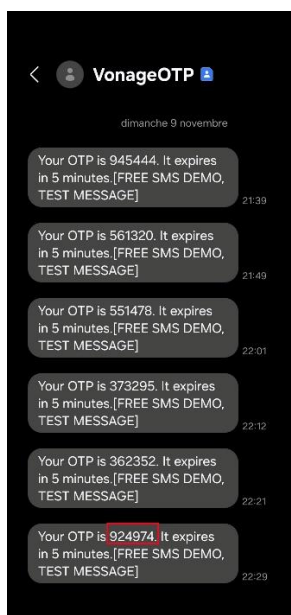 VonageOTP
dimanche 9 novembre
Your OTP is 945444. It expires
in 5 minutes.[FREE SMS DEMO,
TEST MESSAGE]
21:39
Your OTP is 561320. It expires
in 5 minutes.[FREE SMS DEMO,
TEST MESSAGE]
21:49
Your OTP is 551478. It expires
in 5 minutes.[FREE SMS DEMO,
TEST MESSAGE]
22:01
Your OTP is 373295. It expires
in 5 minutes.[FREE SMS DEMO,
TEST MESSAGE]
22:12
Your OTP is 362352. It expires
in 5 minutes.[FREE SMS DEMO,
TEST MESSAGE]
22:21
Your OTP is 924974. It expires
in 5 minutes.[FREE SMS DEMO,
TEST MESSAGE]
22:29